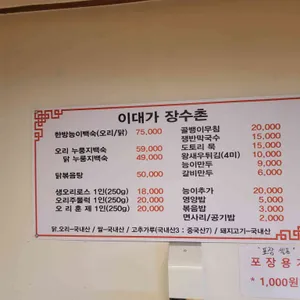 이대가 장수촌
한방능이백숙(오리/닭) 75,000
오리 누룽지백숙 59,000
닭 누룽지백숙 49,000
닭볶음탕 50,000
생오리로스 1인(250g) 18,000
오리주물럭 1인(250g) 20,000
오 리 훈 제 1인(250g) 20,000
골뱅이무침 20,000
쟁반막국수 15,000
도토리 묵 15,000
왕새우튀김(4미) 10,000
능이만두 6,000
갈비만두 6,000
능이추가 20,000
영양밥 5,000
볶음밥 3,000
면사리/공기밥 2,000
닭,오리-국내산 / 쌀-국내산 / 고추가루(국내산3 : 중국산7) / 돼지고기-국내산
포장용기
* 1,000원